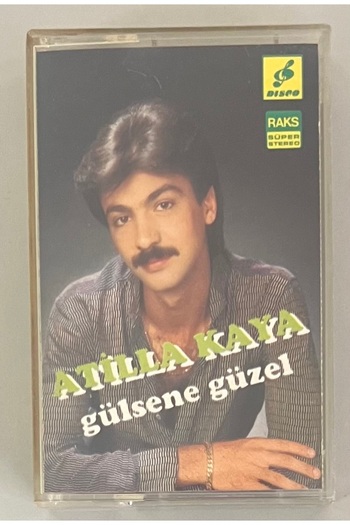 DISCO
RAKS
SÜPER
STEREO
ATİLLA KAYA
gülsene güzel